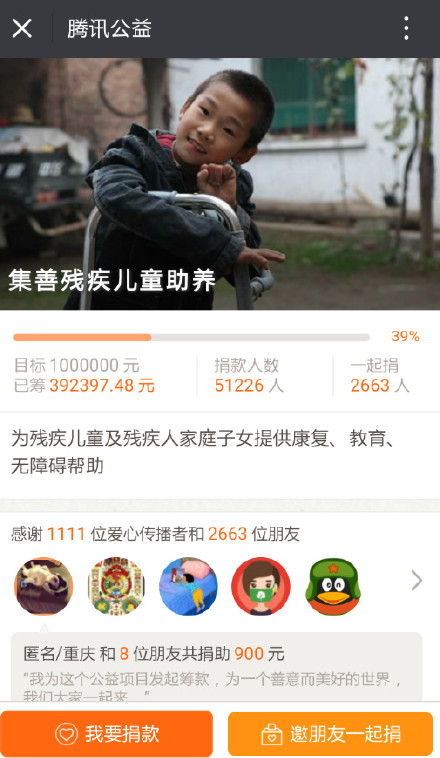 腾讯公益
集善残疾儿童助养
39%
目标 1000000 元
捐款人数
一起捐
已筹 392397.48 元
51226 人
2663 人
为残疾儿童及残疾人家庭子女提供康复、教育、
无障碍帮助
感谢 1111 位爱心传播者和 2663 位朋友
匿名/重庆 和 8 位朋友共捐助 900 元
“我为这个公益项目发起筹款，为一个善意而美好的世界，
我们大家一起来…”
我要捐款
邀朋友一起捐